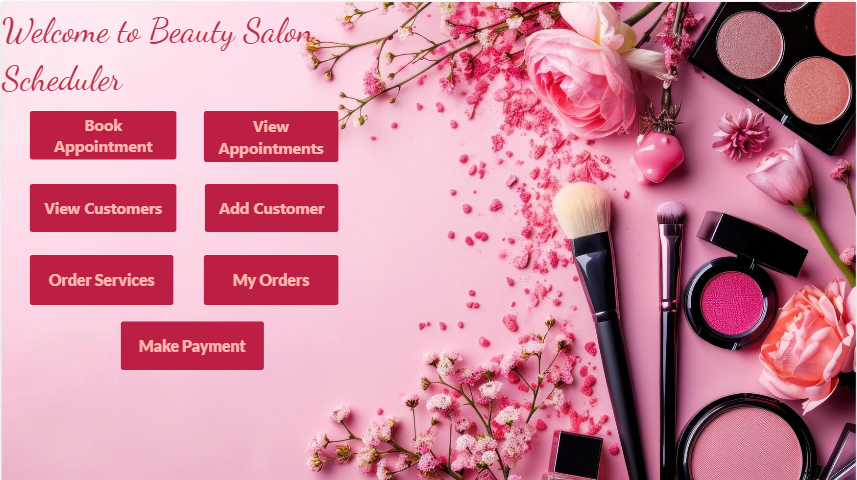 Welcome to Beauty Salon
Scheduler
Book
Appointment
View
Appointments
View Customers
Add Customer
Order Services
My Orders
Make Payment